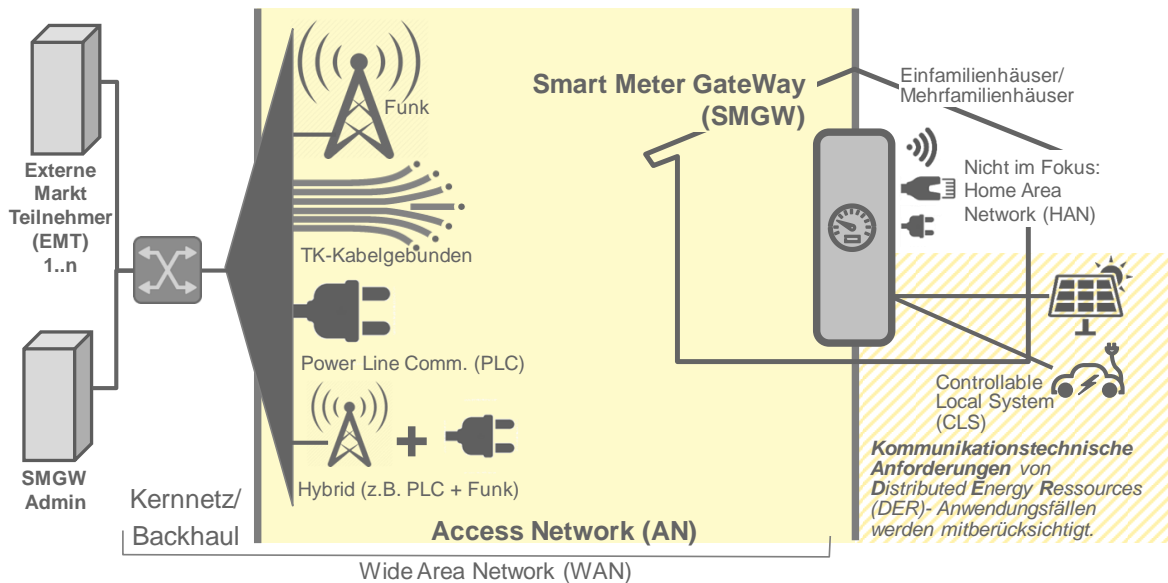 Externe
Markt
Teilnehmer
(EMT)
1..n
SMGW
Admin
Kernnetz/
Backhaul
Funk
TK-Kabelgebunden
Power Line Comm. (PLC)
Hybrid (z.B. PLC + Funk)
Access Network (AN)
Wide Area Network (WAN)
Smart Meter GateWay
(SMGW)
Einfamilienhäuser/
Mehrfamilienhäuser
Nicht im Fokus:
Home Area
Network (HAN)
Controllable
Local System
(CLS)
Kommunikationstechnische
Anforderungen von
Distributed Energy Ressources
(DER)- Anwendungsfällen
werden mitberücksichtigt.